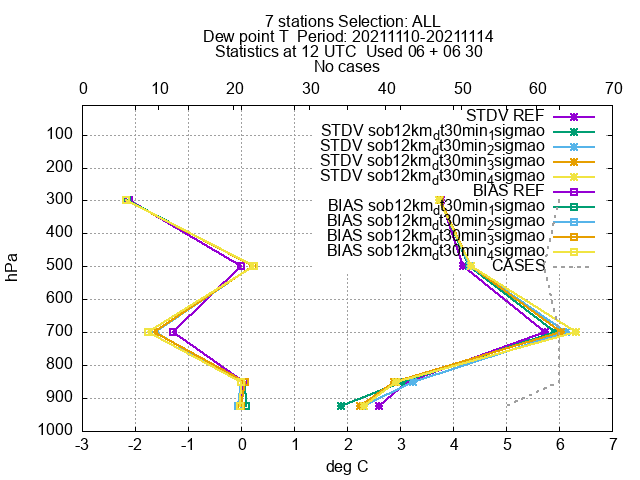 7 stations Selection: ALL
Dew point T  Period: 20211110-20211114
Statistics at 12 UTC  Used 06 + 06 30
No cases
0 10 20 30 40 50 60 70
STDV REF
STDV sob12km_dt30min_1sigmao
STDV sob12km_dt30min_2sigmao
STDV sob12km_dt30min_3sigmao
STDV sob12km_dt30min_4sigmao
BIAS REF
BIAS sob12km_dt30min_1sigmao
BIAS sob12km_dt30min_2sigmao
BIAS sob12km_dt30min_3sigmao
BIAS sob12km_dt30min_4sigmao
CASES
hPa
100
200
300
400
500
600
700
800
900
1000
-3 -2 -1 0 1 2 3 4 5 6 7
deg C